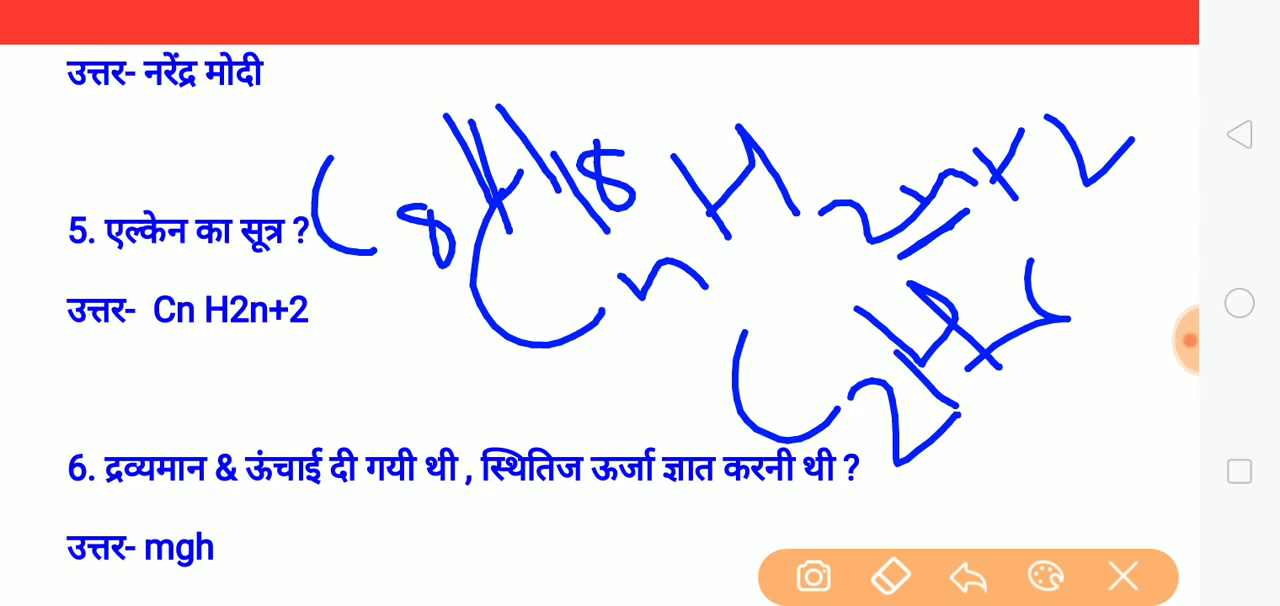 उत्तर- नरेंद्र मोदी
C8H18
CnH2n+2
5. एल्केन का सूत्र ?
उत्तर- Cn H2n+2
C2H6
6. द्रव्यमान & ऊंचाई दी गयी थी , स्थितिज ऊर्जा ज्ञात करनी थी ?
उत्तर- mgh